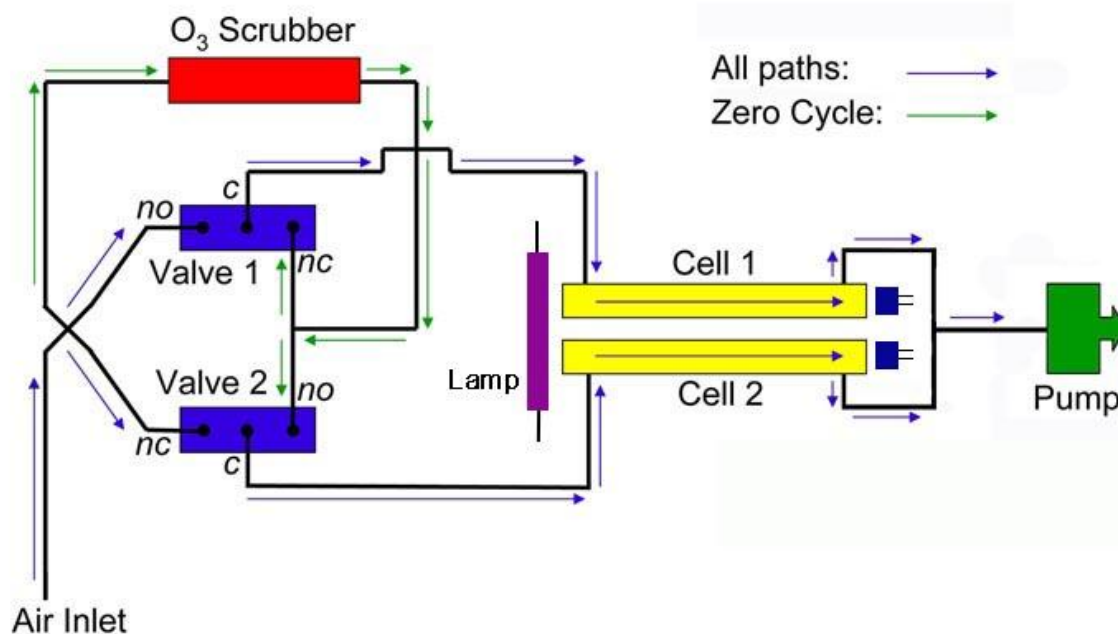 O₃ Scrubber
All paths:
Zero Cycle:
c
no
Valve 1
nc
Cell 1
Valve 2
no
Lamp
Cell 2
Pump
nc
c
Air Inlet